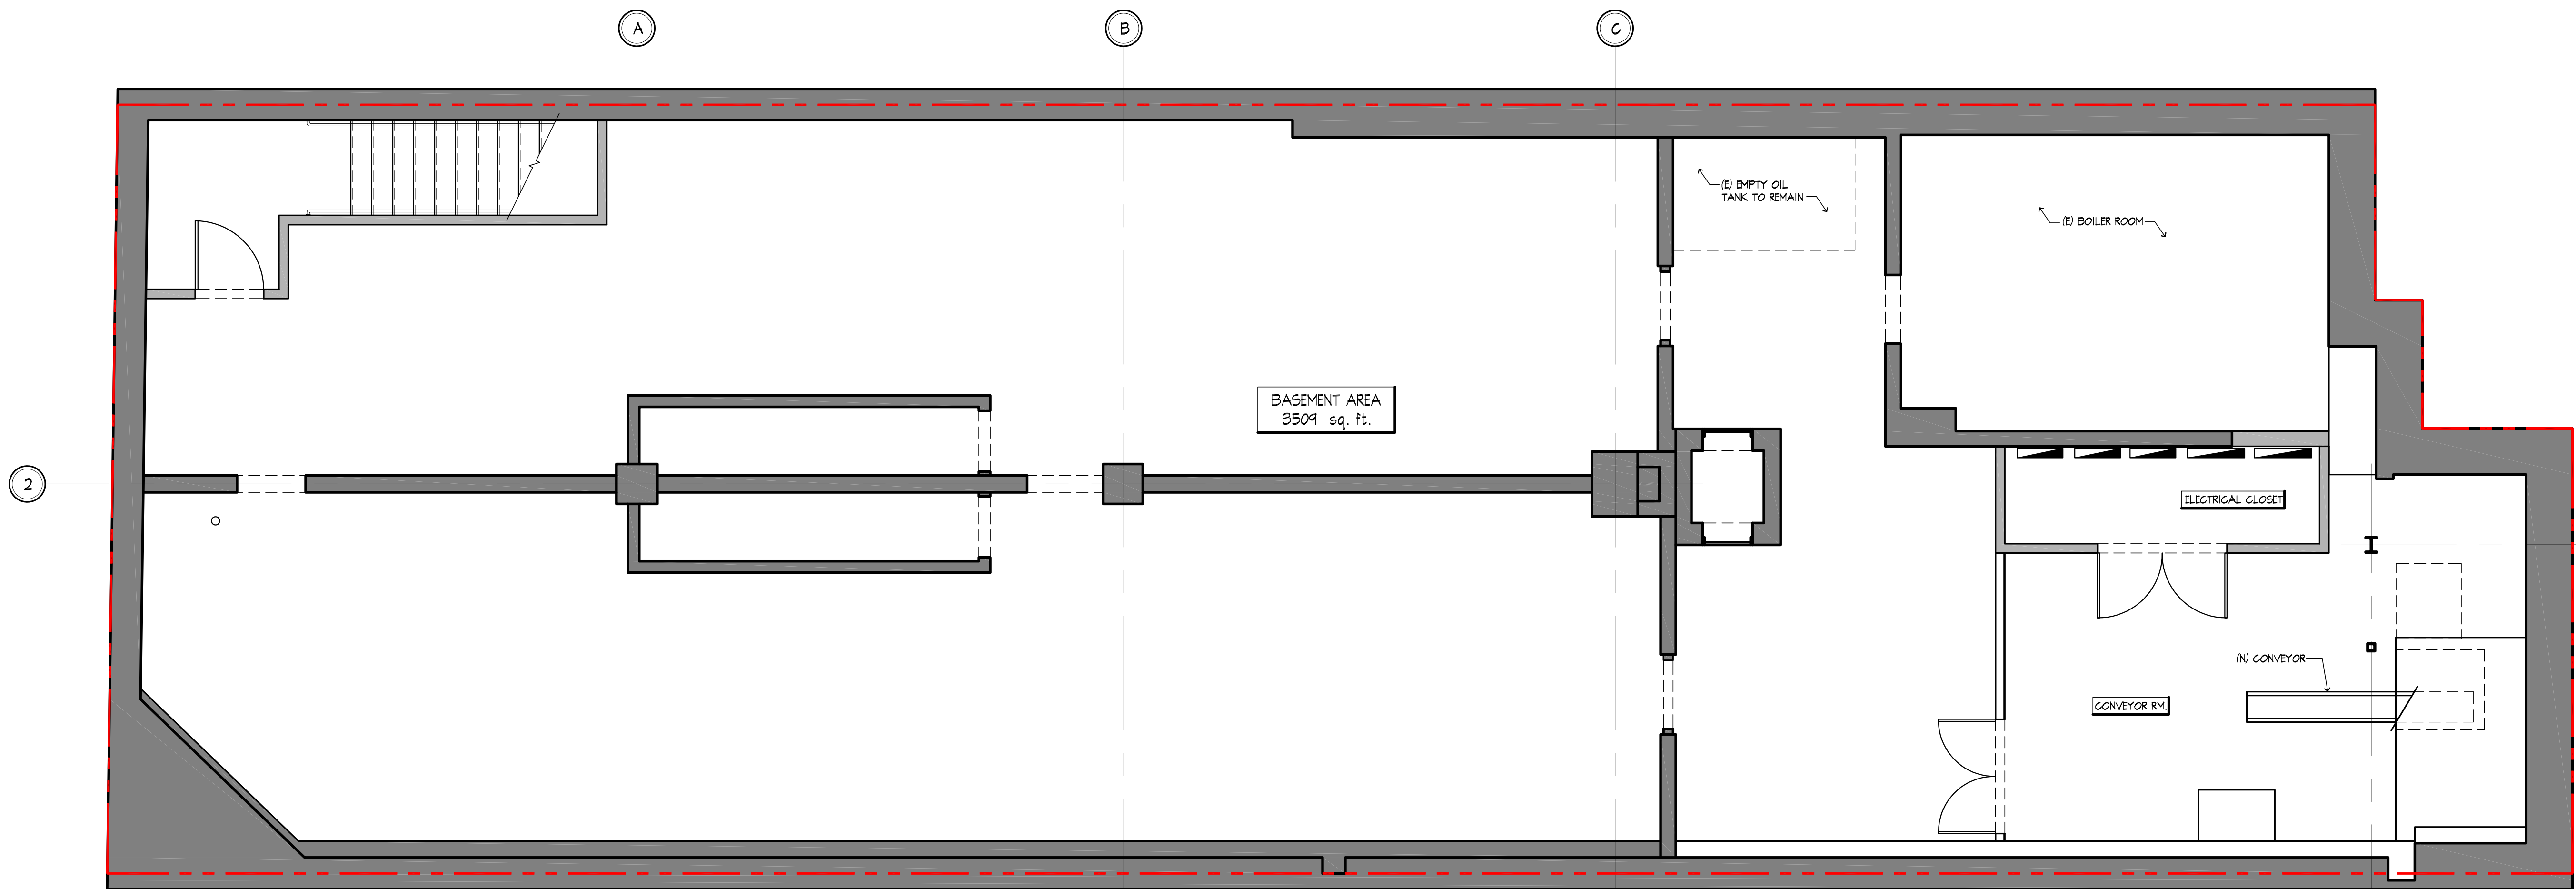 A
B
C
(E) EMPTY OIL
TANK TO REMAIN
(E) BOILER ROOM
BASEMENT AREA
3509 sq. ft.
2
ELECTRICAL CLOSET
(N) CONVEYOR
CONVEYOR RM.